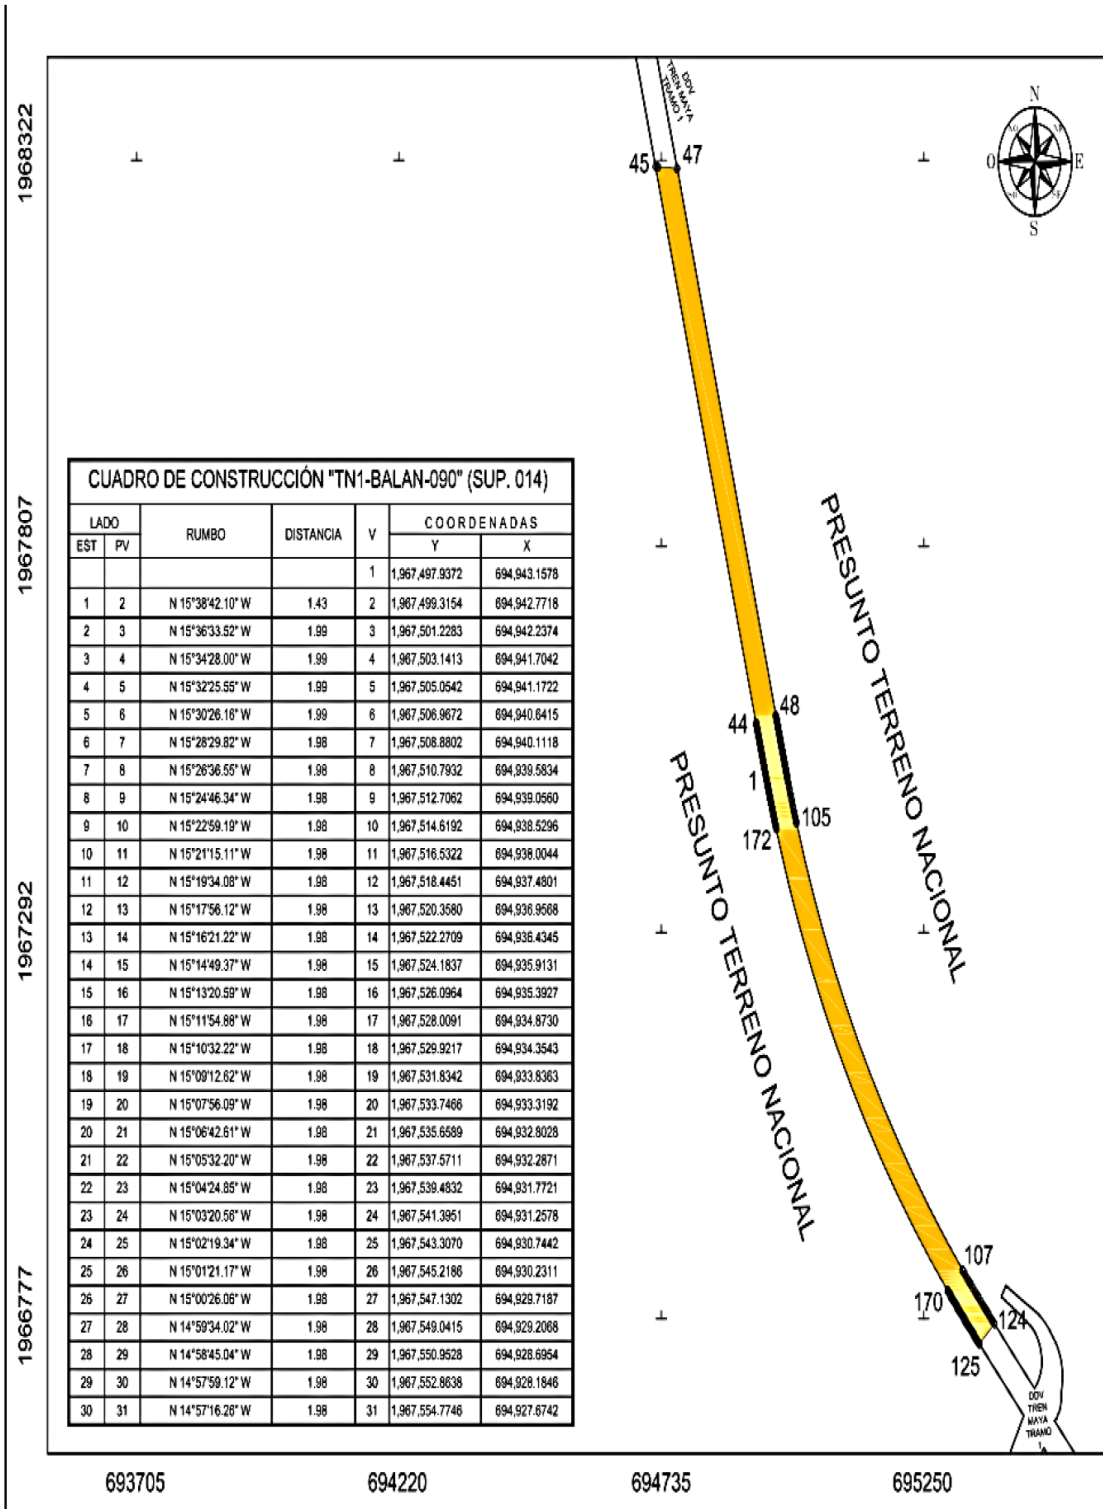 DDV
TREN MAYA
TRAMO 1
N
NO NE
O E
SO SE
S
1968322
45 47
CUADRO DE CONSTRUCCIÓN "TN1-BALAN-090" (SUP. 014)
LADO RUMBO DISTANCIA V COORDENADAS
EST PV Y X
1 1,967,497.9372 694,943.1578
1 2 N 15°38'42.10" W 1.43 2 1,967,499.3154 694,942.7718
2 3 N 15°36'33.52" W 1.99 3 1,967,501.2283 694,942.2374
3 4 N 15°34'28.00" W 1.99 4 1,967,503.1413 694,941.7042
4 5 N 15°32'25.55" W 1.99 5 1,967,505.0542 694,941.1722
5 6 N 15°30'26.16" W 1.99 6 1,967,506.9672 694,940.6415
6 7 N 15°28'29.82" W 1.98 7 1,967,508.8802 694,940.1118
7 8 N 15°26'36.55" W 1.98 8 1,967,510.7932 694,939.5834
8 9 N 15°24'46.34" W 1.98 9 1,967,512.7062 694,939.0560
9 10 N 15°22'59.19" W 1.98 10 1,967,514.6192 694,938.5296
10 11 N 15°21'15.11" W 1.98 11 1,967,516.5322 694,938.0044
11 12 N 15°19'34.08" W 1.98 12 1,967,518.4451 694,937.4801
12 13 N 15°17'56.12" W 1.98 13 1,967,520.3580 694,936.9568
13 14 N 15°16'21.22" W 1.98 14 1,967,522.2709 694,936.4345
14 15 N 15°14'49.37" W 1.98 15 1,967,524.1837 694,935.9131
15 16 N 15°13'20.59" W 1.98 16 1,967,526.0964 694,935.3927
16 17 N 15°11'54.88" W 1.98 17 1,967,528.0091 694,934.8730
17 18 N 15°10'32.22" W 1.98 18 1,967,529.9217 694,934.3543
18 19 N 15°09'12.62" W 1.98 19 1,967,531.8342 694,933.8363
19 20 N 15°07'56.09" W 1.98 20 1,967,533.7466 694,933.3192
20 21 N 15°06'42.61" W 1.98 21 1,967,535.6589 694,932.8028
21 22 N 15°05'32.20" W 1.98 22 1,967,537.5711 694,932.2871
22 23 N 15°04'24.85" W 1.98 23 1,967,539.4832 694,931.7721
23 24 N 15°03'20.56" W 1.98 24 1,967,541.3951 694,931.2578
24 25 N 15°02'19.34" W 1.98 25 1,967,543.3070 694,930.7442
25 26 N 15°01'21.17" W 1.98 26 1,967,545.2186 694,930.2311
26 27 N 15°00'26.06" W 1.98 27 1,967,547.1302 694,929.7187
27 28 N 14°59'34.02" W 1.98 28 1,967,549.0415 694,929.2068
28 29 N 14°58'45.04" W 1.98 29 1,967,550.9528 694,928.6954
29 30 N 14°57'59.12" W 1.98 30 1,967,552.8638 694,928.1846
30 31 N 14°57'16.26" W 1.98 31 1,967,554.7746 694,927.6742
1967807
PRESUNTO TERRENO NACIONAL
44 48
1
172 105
PRESUNTO TERRENO NACIONAL
1967292
107
170
124
125
1966777
DDV
TREN
MAYA
TRAMO
1
693705 694220 694735 695250